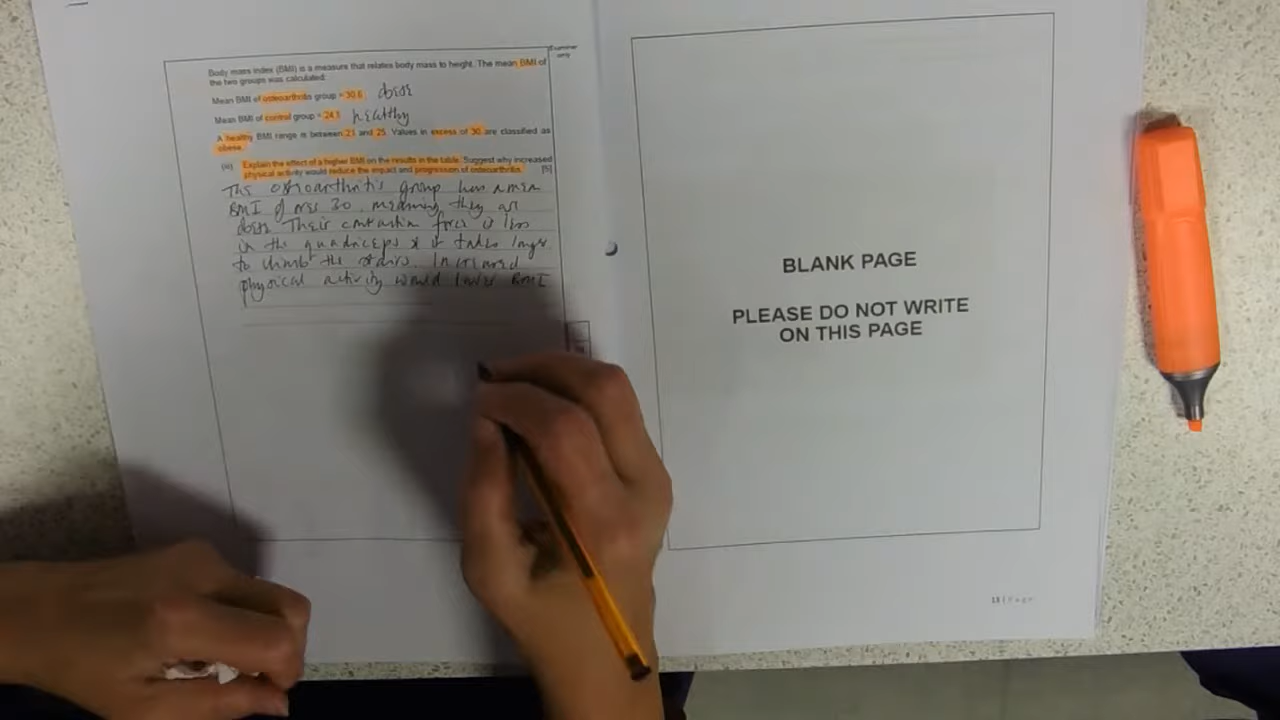 Examiner
only
Body mass index (BMI) is a measure that relates body mass to height. The mean BMI of
the two groups was calculated:
Mean BMI of osteoarthritis group = 30.6 obese
Mean BMI of control group = 24.1 healthy
A healthy BMI range is between 21 and 25. Values in excess of 30 are classified as
obese.
(iii) Explain the effect of a higher BMI on the results in the table. Suggest why increased
physical activity would reduce the impact and progression of osteoarthritis. [5]
The group has a mean
BMI of over 30, meaning they are
obese. Their contraction force is less
in the quadriceps & it takes longer
to climb the stairs. Increased
physical activity would lower BMI
BLANK PAGE
PLEASE DO NOT WRITE
ON THIS PAGE